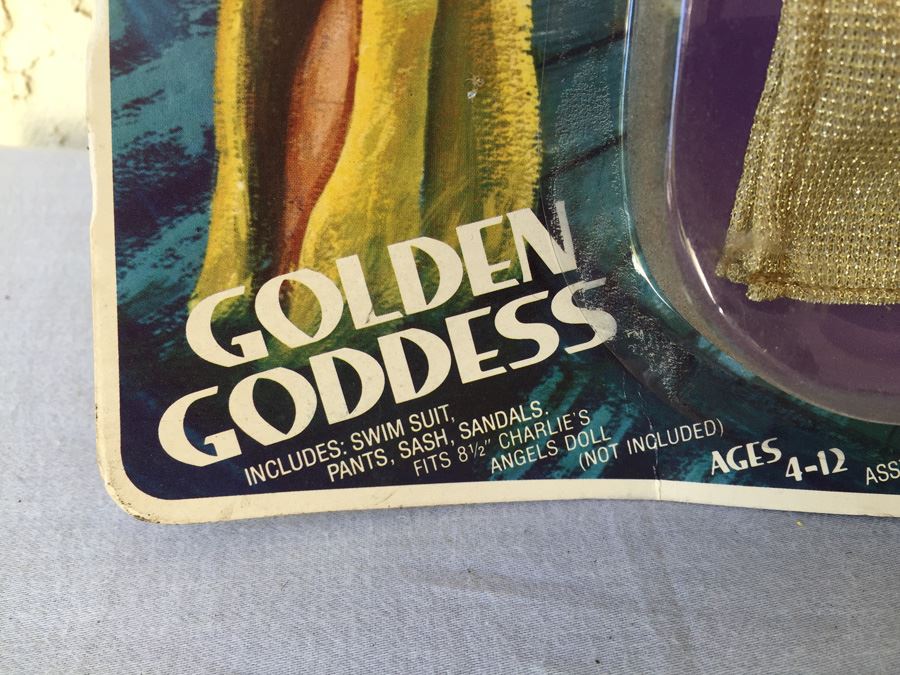 GOLDEN
GODDESS
INCLUDES: SWIM SUIT,
PANTS, SASH, SANDALS.
FITS 8½" CHARLIE'S
ANGELS DOLL
(NOT INCLUDED)
AGES 4-12